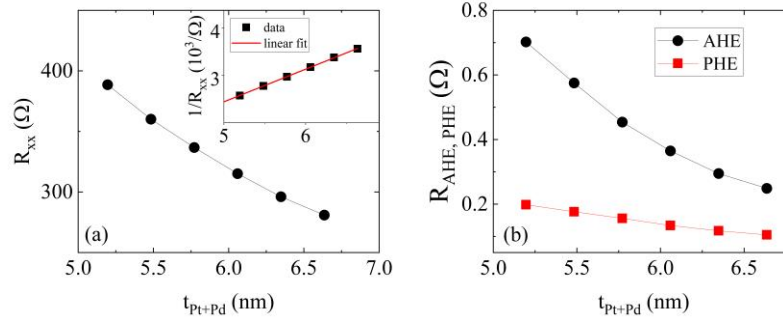 R_xx (Ω)
400
300
5.0
5.5
6.0
6.5
7.0
t_Pt+Pd (nm)
(a)
1/R_xx (10³/Ω)
4
3
5
6
data
linear fit
R_AHE, PHE (Ω)
0.8
0.6
0.4
0.2
5.0
5.5
6.0
6.5
t_Pt+Pd (nm)
(b)
AHE
PHE